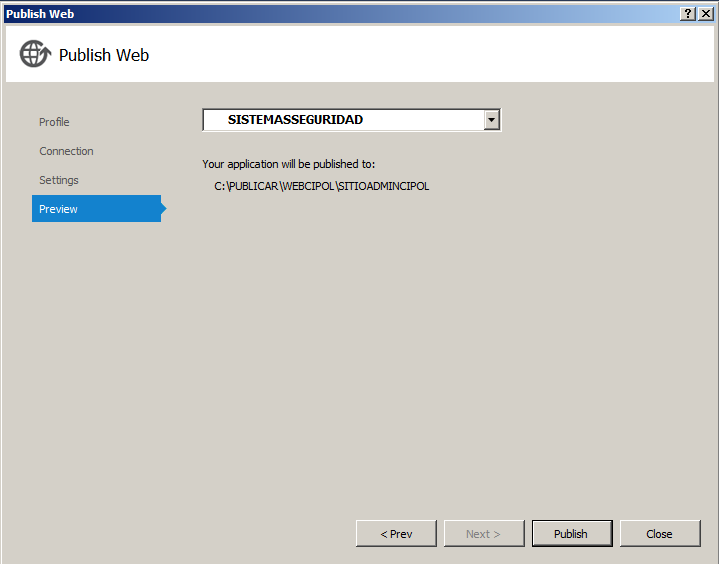 Publish Web
Publish Web
Profile
Connection
Settings
Preview
SISTEMASSEGURIDAD
Your application will be published to:
C:\PUBLICAR\WEBCIPOL\SITIOADMINCIPOL
< Prev
Next >
Publish
Close